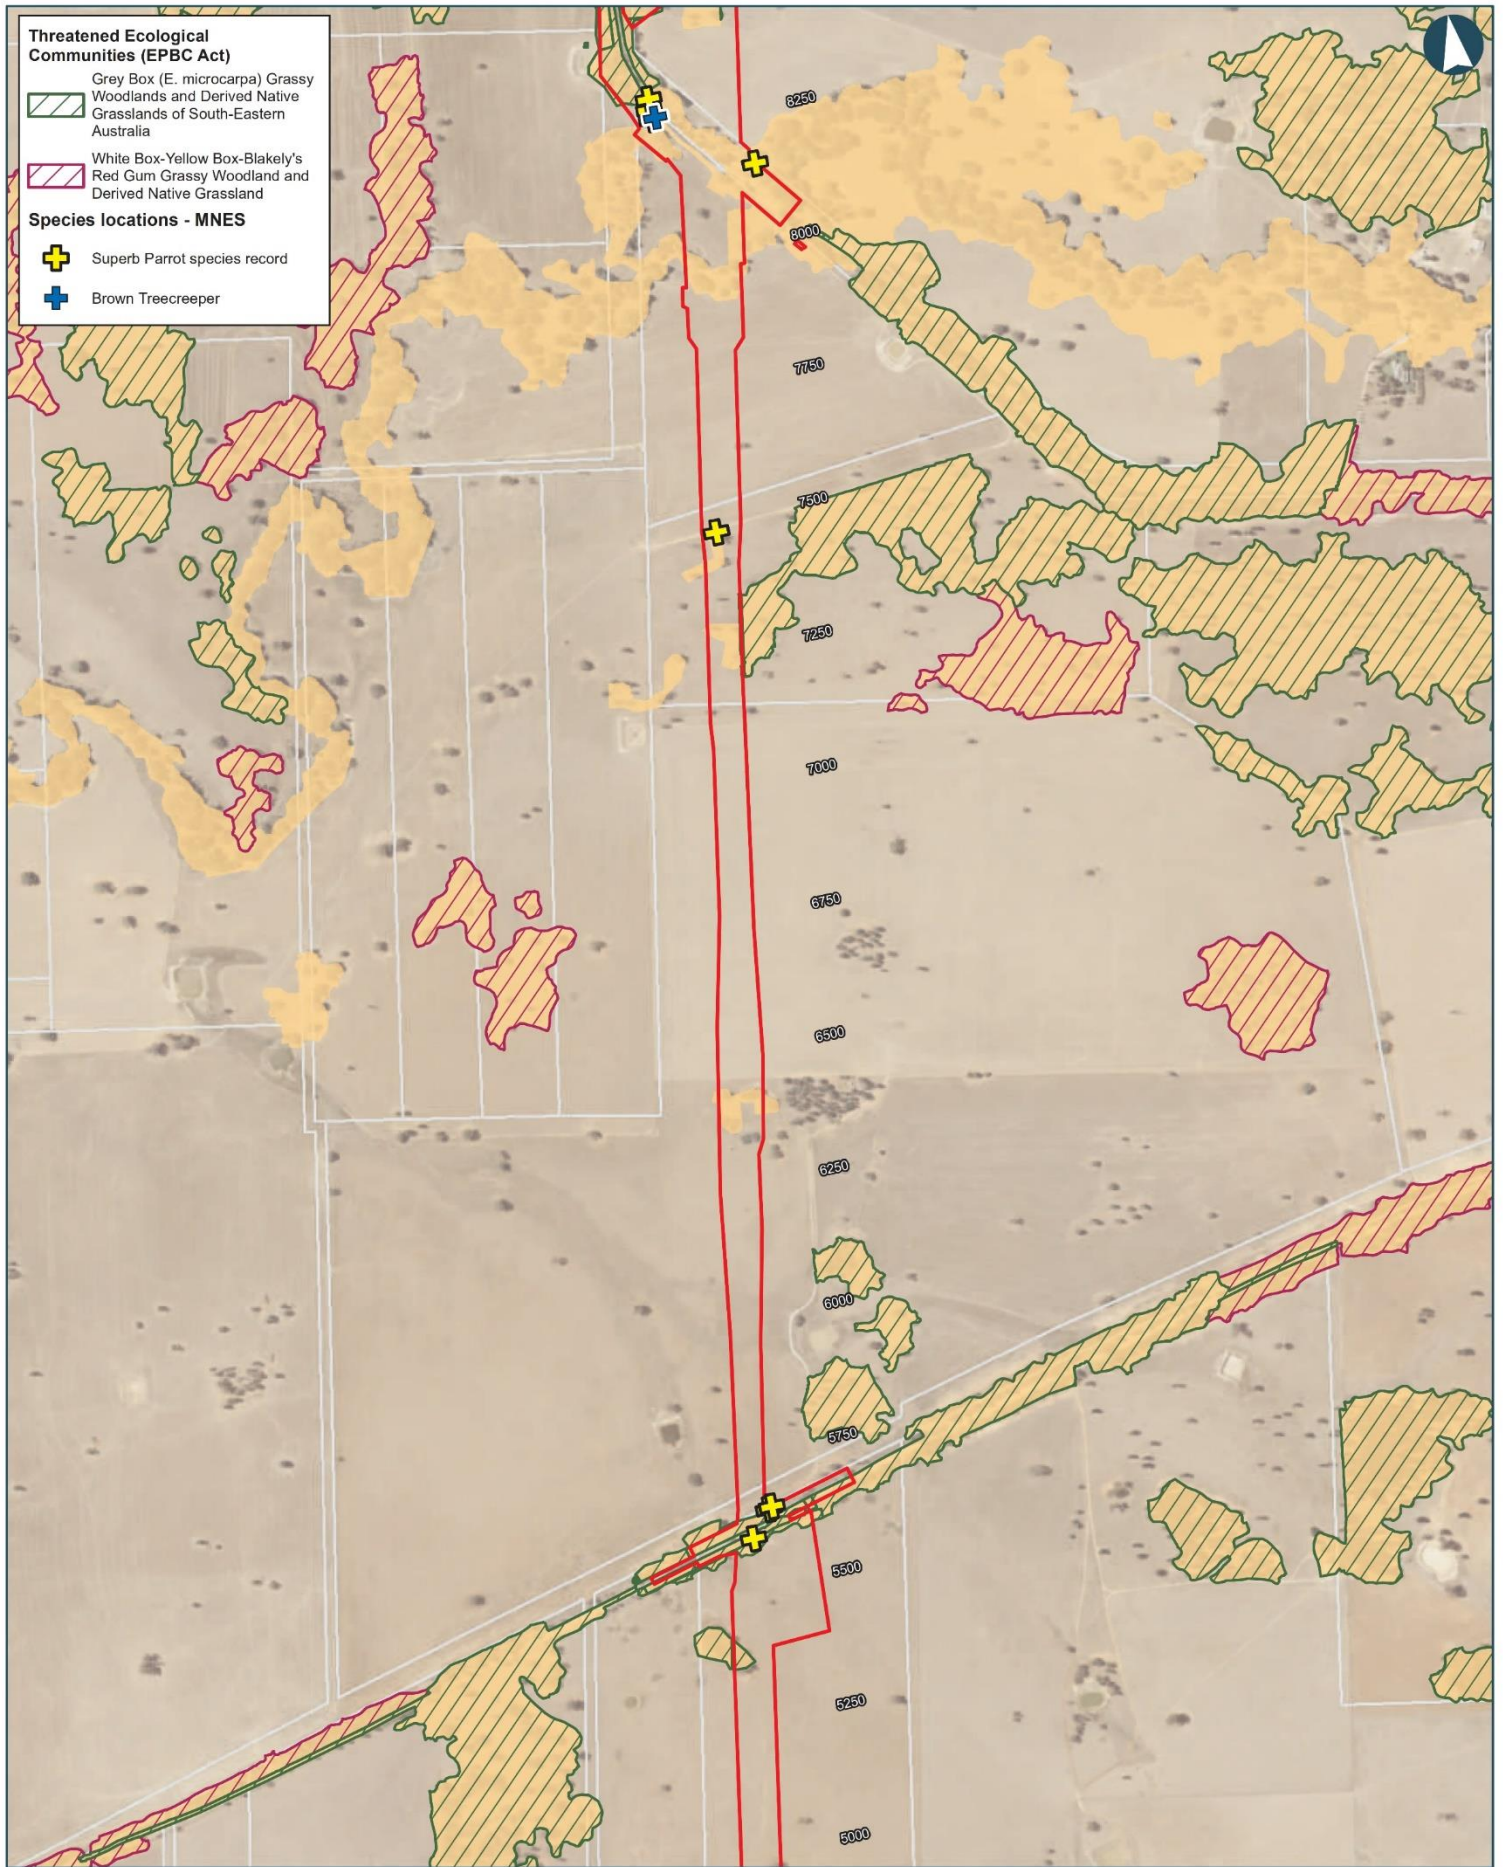 Threatened Ecological
Communities (EPBC Act)
Grey Box (E. microcarpa) Grassy
Woodlands and Derived Native
Grasslands of South-Eastern
Australia
White Box-Yellow Box-Blakely's
Red Gum Grassy Woodland and
Derived Native Grassland
Species locations - MNES
Superb Parrot species record
Brown Treecreeper
8250
8000
7750
7500
7250
7000
6750
6500
6250
6000
5750
5500
5250
5000